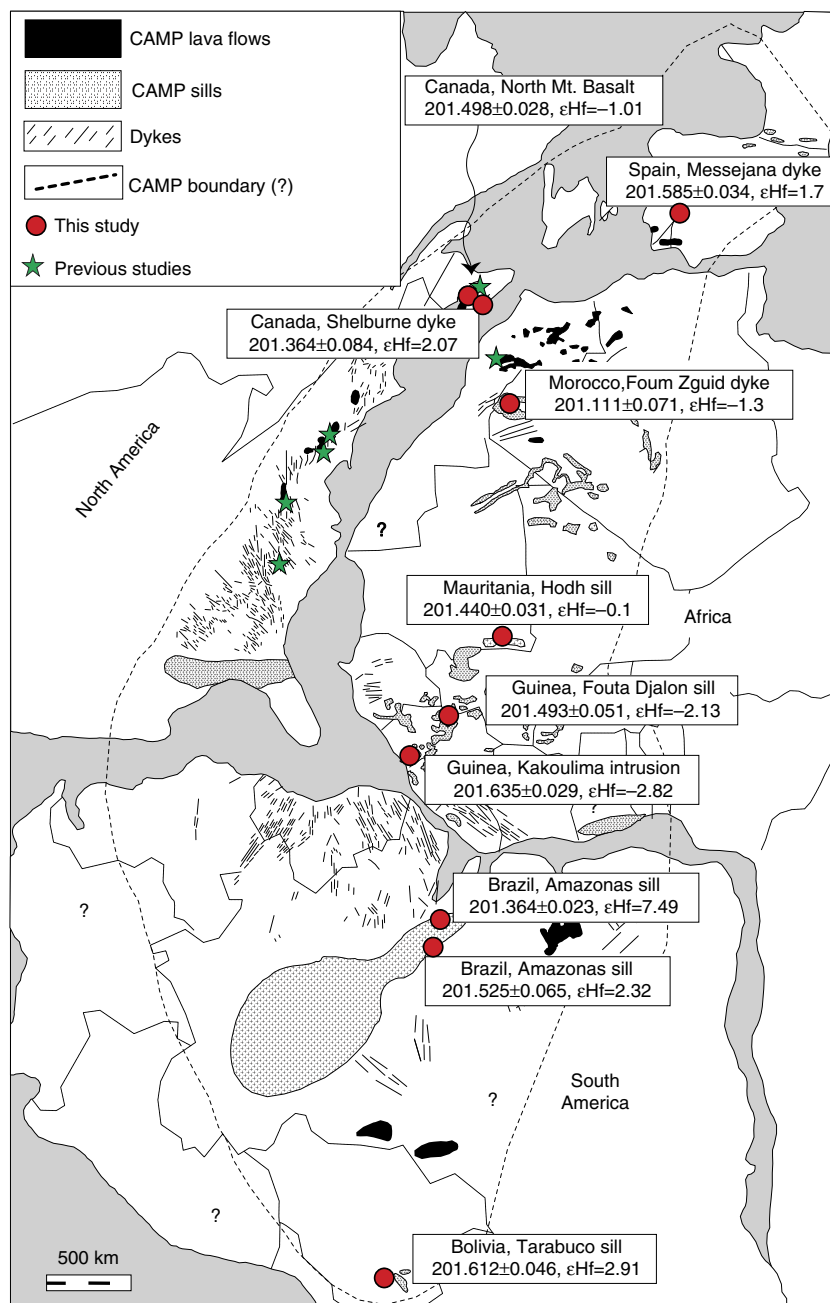 CAMP lava flows
CAMP sills
Dykes
CAMP boundary (?)
This study
Previous studies
Canada, North Mt. Basalt
201.498±0.028, εHf=–1.01
Spain, Messejana dyke
201.585±0.034, εHf=1.7
Canada, Shelburne dyke
201.364±0.084, εHf=2.07
Morocco,Foum Zguid dyke
201.111±0.071, εHf=–1.3
North America
?
Mauritania, Hodh sill
201.440±0.031, εHf=–0.1
Africa
Guinea, Fouta Djalon sill
201.493±0.051, εHf=–2.13
Guinea, Kakoulima intrusion
201.635±0.029, εHf=–2.82
?
Brazil, Amazonas sill
201.364±0.023, εHf=7.49
?
Brazil, Amazonas sill
201.525±0.065, εHf=2.32
South
America
?
?
Bolivia, Tarabuco sill
201.612±0.046, εHf=2.91
500 km